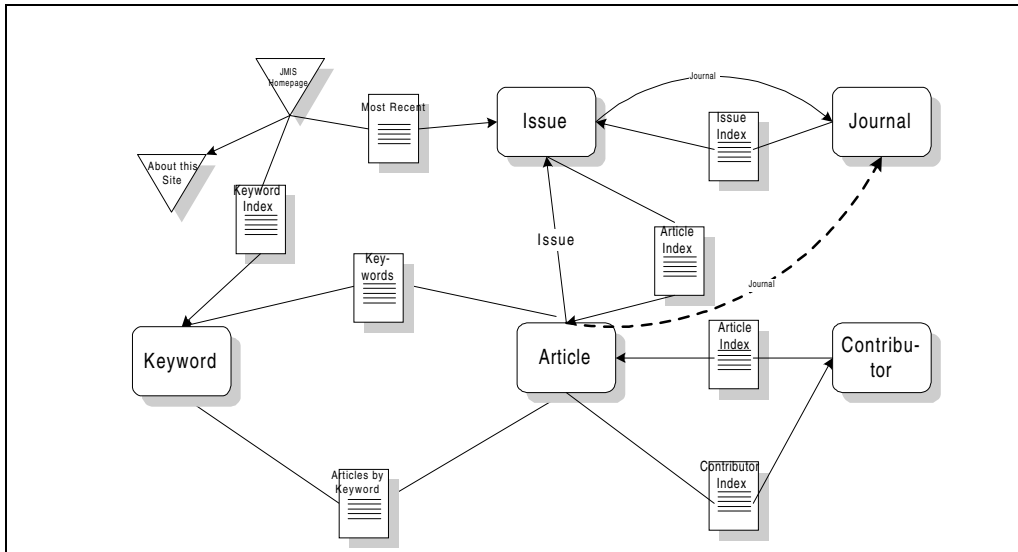 JMIS
Homepage
Most Recent
Issue
Journal
Issue
Index
Journal
About this
Site
Keyword
Index
Issue
Article
Index
Key-
words
Journal
Keyword
Article
Article
Index
Contribu-
tor
Articles by
Keyword
Contributor
Index